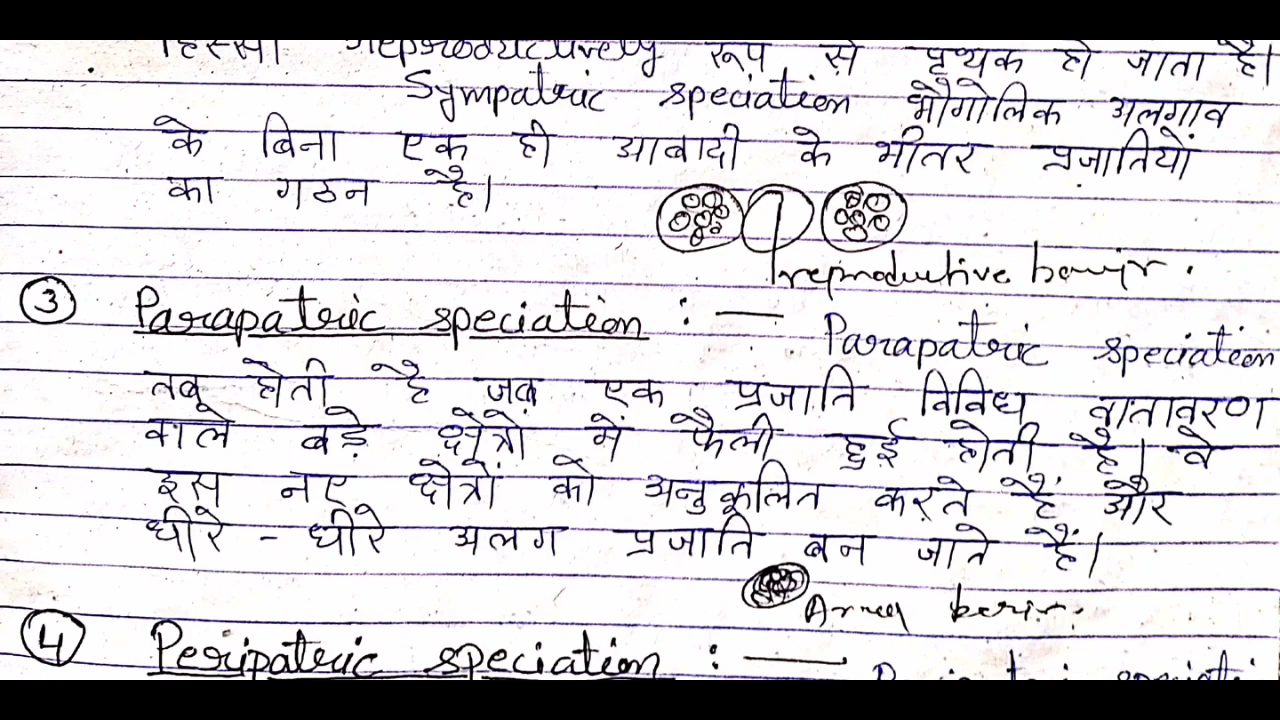 हिस्सा reproductively रूप से पृथक हो जाता है।
Sympatric speciation भौगोलिक अलगाव
के बिना एक ही आबादी के भीतर प्रजातियों
का गठन है।
reproductive
③ Parapatric speciation : —
Parapatric speciation
तब होती है जब एक प्रजाति विविध वातावरण
वाले बड़े क्षेत्रों में फैली हुई होती है। वे
इस नए क्षेत्रों को अनुकूलित करते हैं और
धीरे - धीरे अलग प्रजाति बन जाते हैं।
④ Peripatric speciation : —